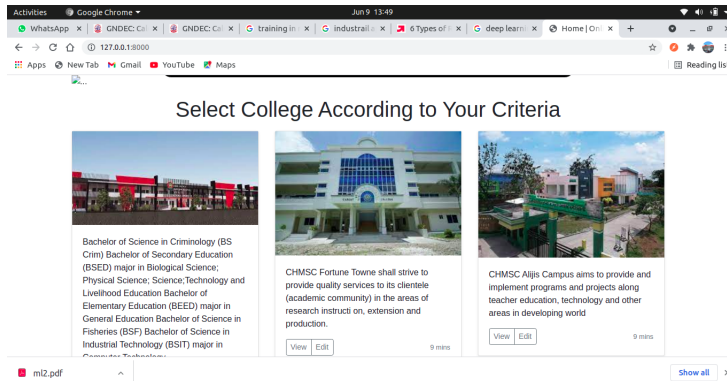 Activities Google Chrome Jun 9 13:49
WhatsApp GNDEC: Ca GNDEC: Ca training in industrail 6 Types of deep learn Home | Onl
127.0.0.1:8000
Apps New Tab Gmail YouTube Maps Reading list
Select College According to Your Criteria
Bachelor of Science in Criminology (BS
Crim) Bachelor of Secondary Education
(BSED) major in Biological Science;
Physical Science; Science;Technology and
Livelihood Education Bachelor of
Elementary Education (BEED) major in
General Education Bachelor of Science in
Fisheries (BSF) Bachelor of Science in
Industrial Technology (BSIT) major in
Computer Technology
CHMSC Fortune Towne shall strive to
provide quality services to its clientele
(academic community) in the areas of
research instructi on, extension and
production.
View Edit 9 mins
CHMSC Alijis Campus aims to provide and
implement programs and projects along
teacher education, technology and other
areas in developing world
View Edit 9 mins
ml2.pdf Show all